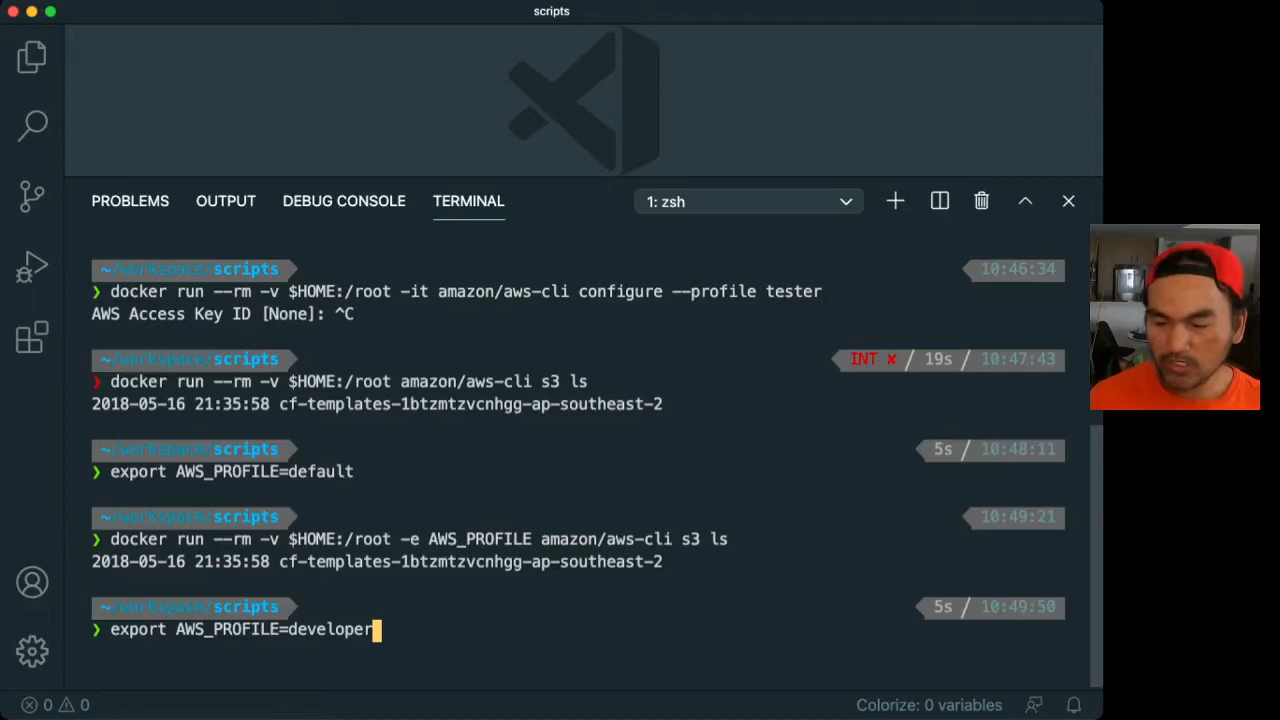 scripts
PROBLEMS OUTPUT DEBUG CONSOLE TERMINAL 1: zsh
~/workspace/scripts 10:46:34
❯ docker run --rm -v $HOME:/root -it amazon/aws-cli configure --profile tester
AWS Access Key ID [None]: ^C
~/workspace/scripts INT ✘ / 19s / 10:47:43
❯ docker run --rm -v $HOME:/root amazon/aws-cli s3 ls
2018-05-16 21:35:58 cf-templates-1btzmtzvcnhgg-ap-southeast-2
~/workspace/scripts 5s / 10:48:11
❯ export AWS_PROFILE=default
~/workspace/scripts 10:49:21
❯ docker run --rm -v $HOME:/root -e AWS_PROFILE amazon/aws-cli s3 ls
2018-05-16 21:35:58 cf-templates-1btzmtzvcnhgg-ap-southeast-2
~/workspace/scripts 5s / 10:49:50
❯ export AWS_PROFILE=developer
0 0 Colorize: 0 variables